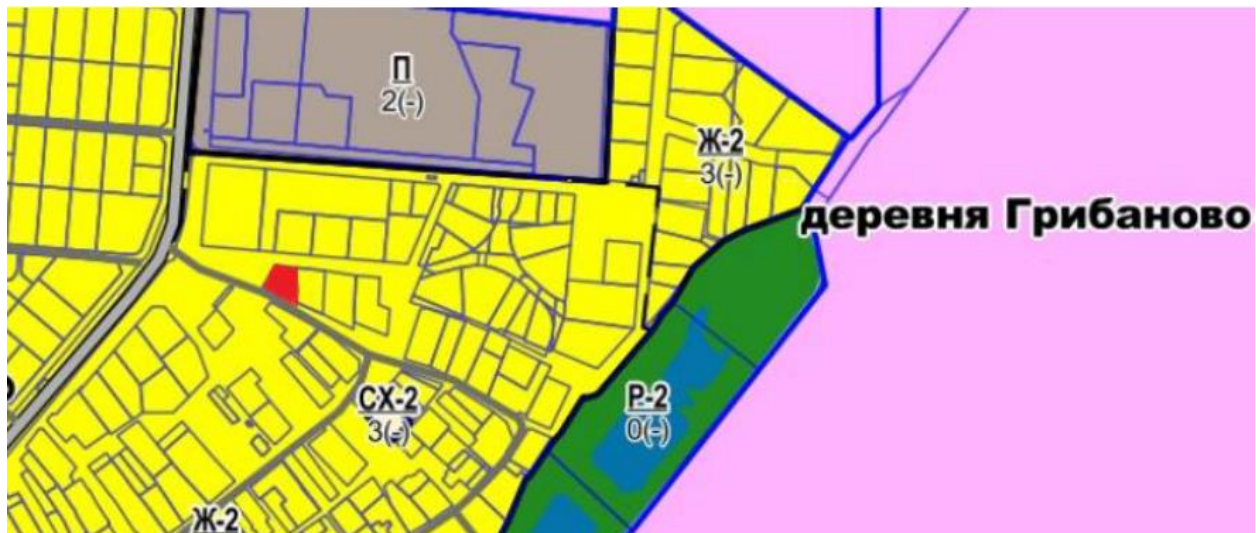 П
2(-)
Ж-2
3(-)
деревня Грибаново
СХ-2
3(-)
Р-2
0(-)
Ж-2